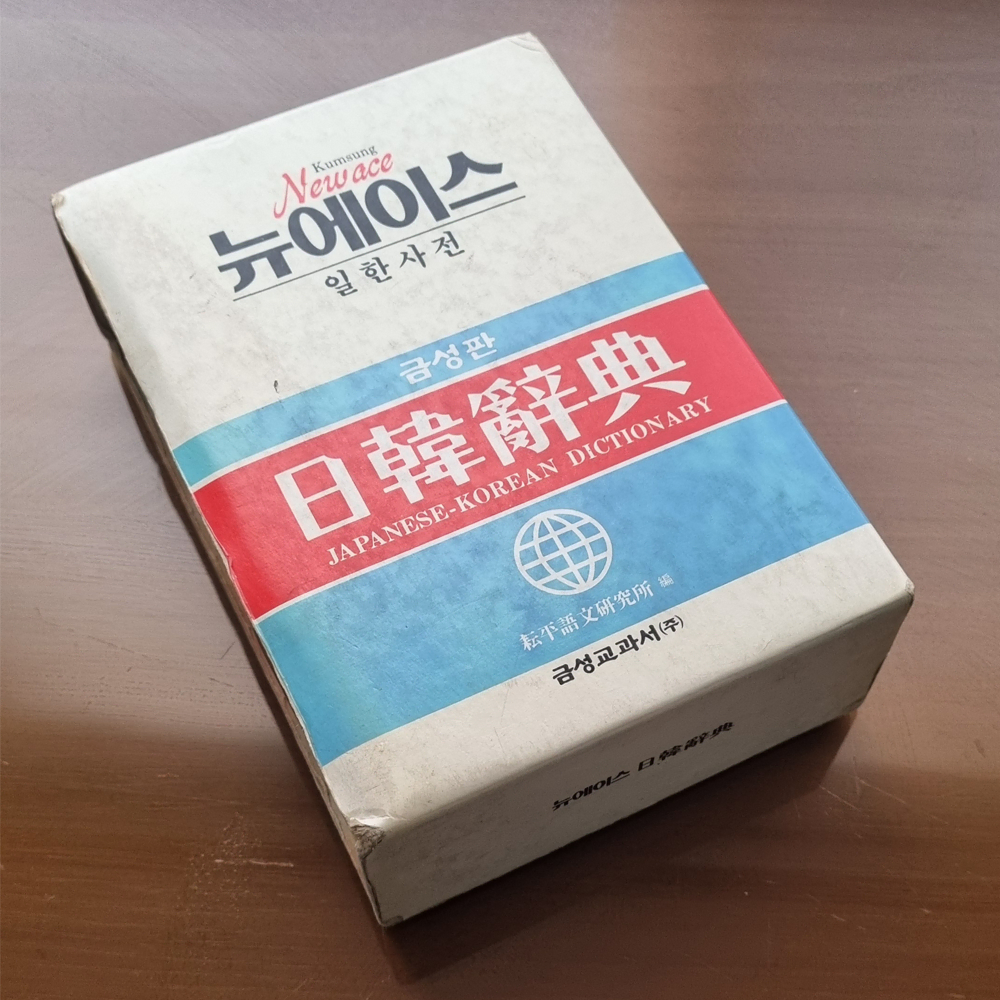 Kumsung
New ace
뉴에이스
일한사전
금성판
日韓辭典
JAPANESE-KOREAN DICTIONARY
耘平語文硏究所 編
금성교과서(주)
뉴에이스 日韓辭典